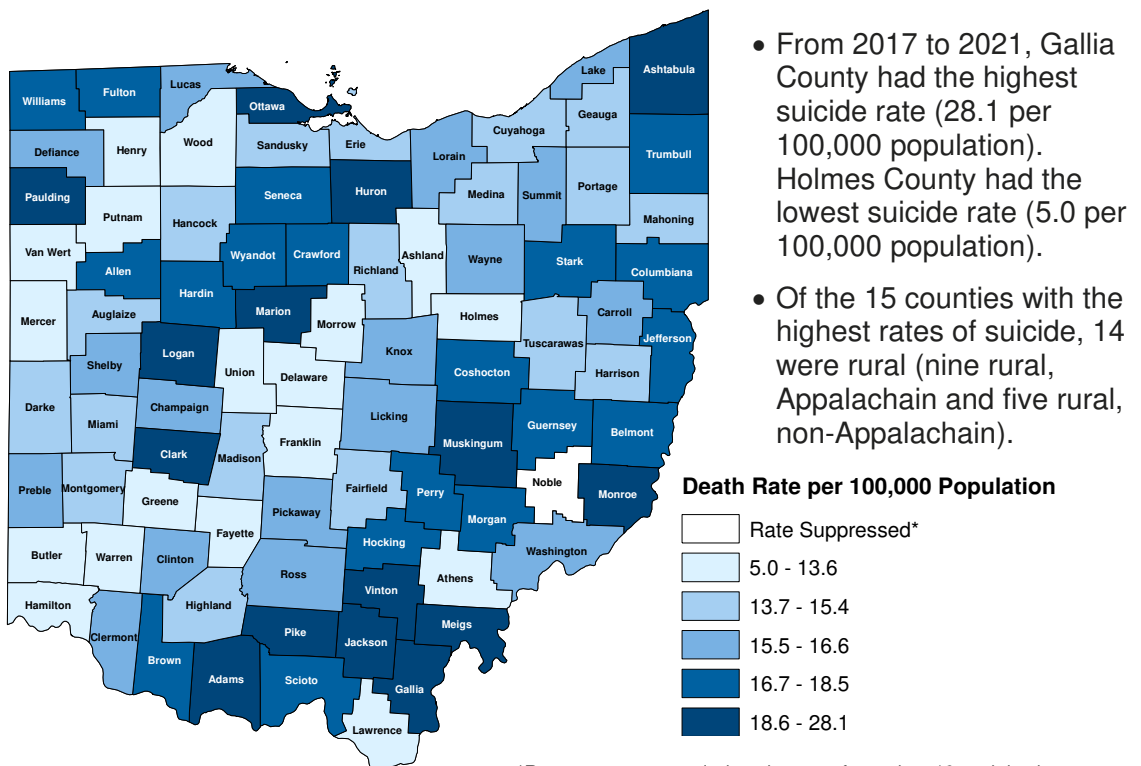 • From 2017 to 2021, Gallia
County had the highest
suicide rate (28.1 per
100,000 population).
Holmes County had the
lowest suicide rate (5.0 per
100,000 population).
• Of the 15 counties with the
highest rates of suicide, 14
were rural (nine rural,
Appalachain and five rural,
non-Appalachain).
Death Rate per 100,000 Population
Rate Suppressed*
5.0 - 13.6
13.7 - 15.4
15.5 - 16.6
16.7 - 18.5
18.6 - 28.1
Williams
Fulton
Lucas
Ottawa
Lake
Ashtabula
Geauga
Cuyahoga
Defiance
Henry
Wood
Sandusky
Erie
Lorain
Trumbull
Paulding
Seneca
Huron
Medina
Summit
Portage
Putnam
Hancock
Mahoning
Van Wert
Allen
Wyandot
Crawford
Richland
Ashland
Wayne
Stark
Columbiana
Hardin
Mercer
Auglaize
Marion
Morrow
Holmes
Carroll
Tuscarawas
Jefferson
Logan
Shelby
Union
Delaware
Knox
Coshocton
Harrison
Darke
Miami
Champaign
Licking
Guernsey
Belmont
Clark
Madison
Franklin
Muskingum
Preble
Montgomery
Greene
Fairfield
Perry
Noble
Monroe
Pickaway
Morgan
Fayette
Butler
Warren
Clinton
Hocking
Washington
Ross
Athens
Hamilton
Highland
Vinton
Clermont
Pike
Jackson
Meigs
Brown
Adams
Scioto
Gallia
Lawrence